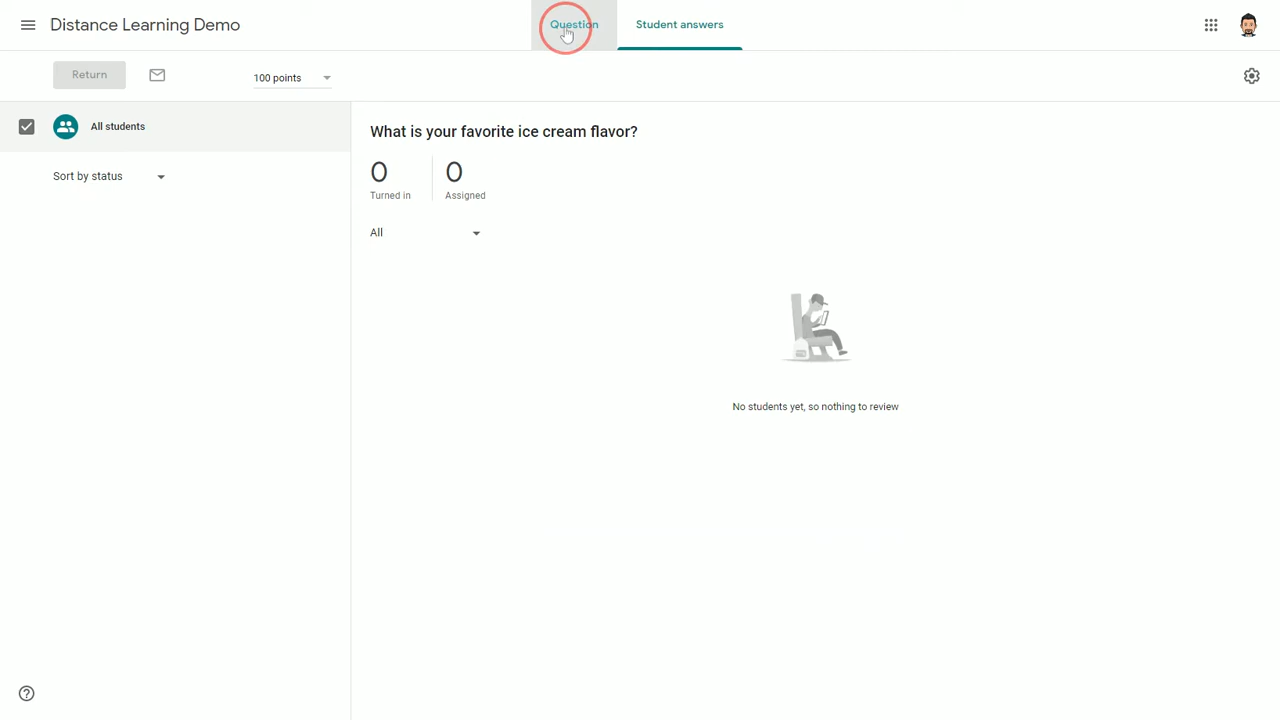 Distance Learning Demo
Question
Student answers
Return
100 points
All students
Sort by status
What is your favorite ice cream flavor?
0
Turned in
0
Assigned
All
No students yet, so nothing to review